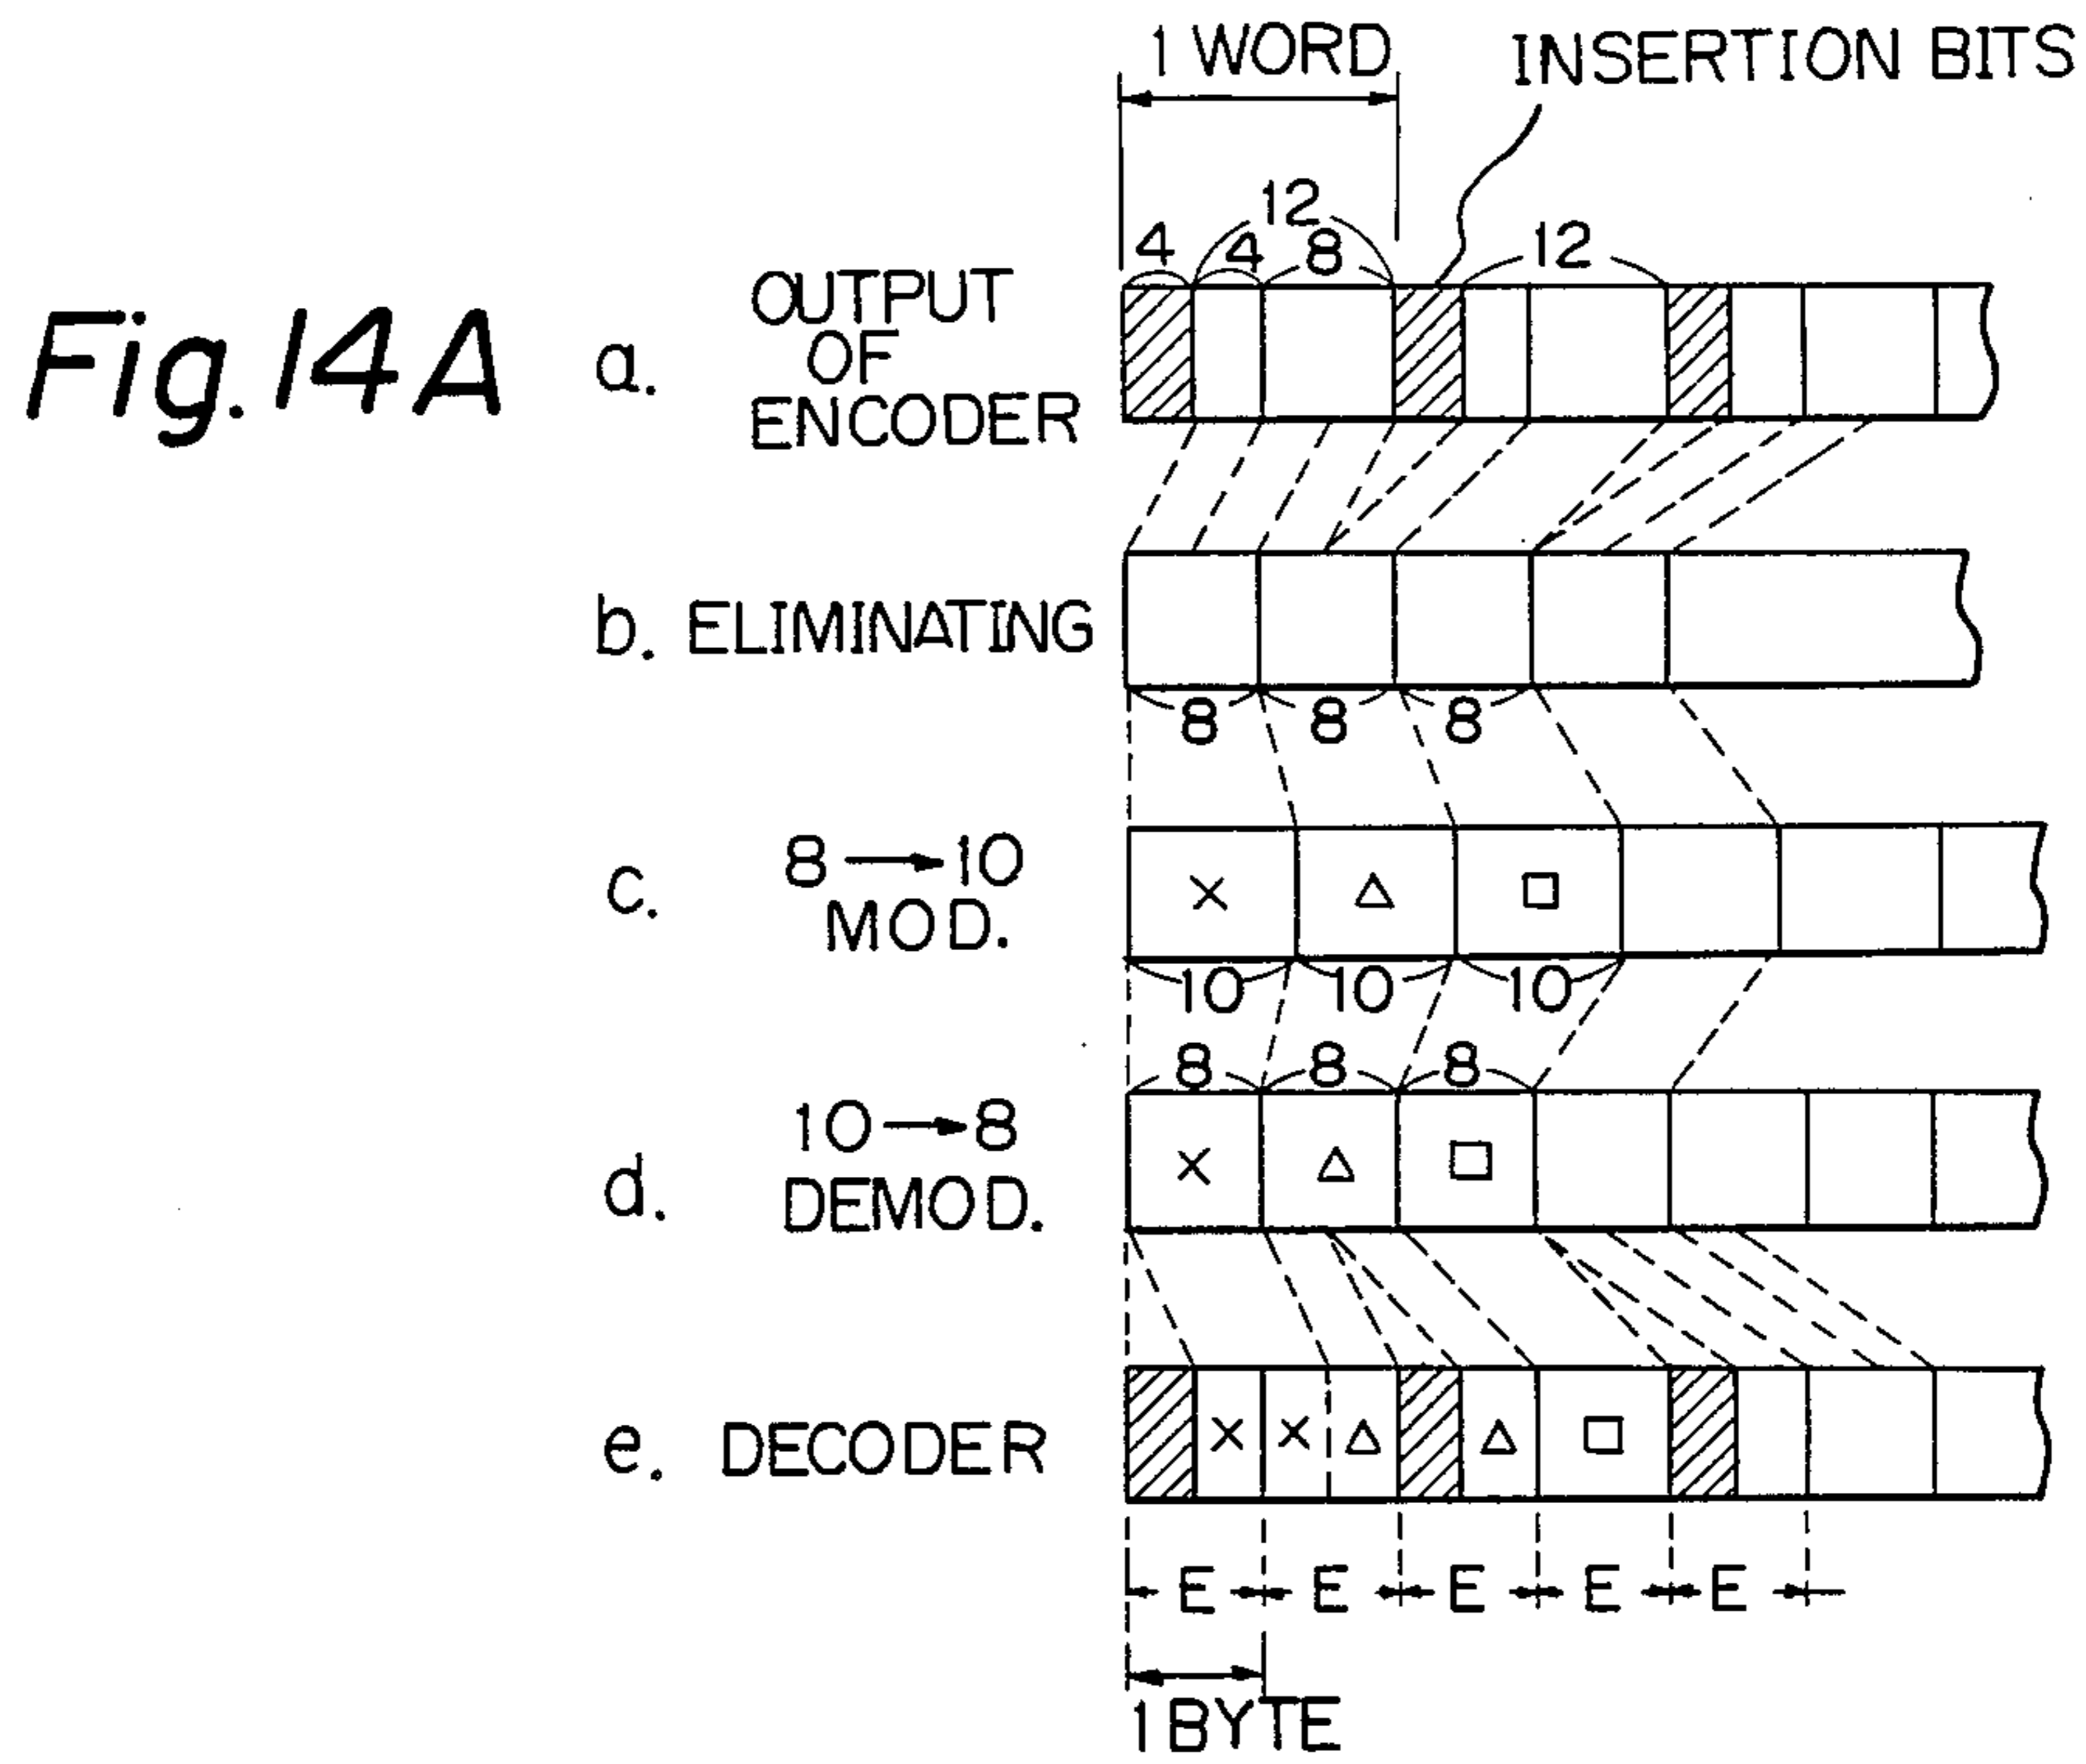 1 WORD
INSERTION BITS
12
4 4 8 12
Fig. 14A
a. OUTPUT
OF
ENCODER
b. ELIMINATING
8 8 8
c. 8 → 10
MOD.
× △ □
10 10 10
8 8 8
d. 10 → 8
DEMOD.
× △ □
e. DECODER
× × △ △ □
E E E E E
1 BYTE